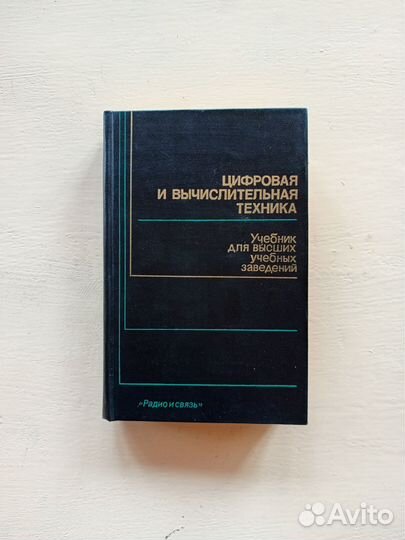 ЦИФРОВАЯ
И ВЫЧИСЛИТЕЛЬНАЯ
ТЕХНИКА
Учебник
для высших
учебных
заведений
«Радио и связь»
Avito